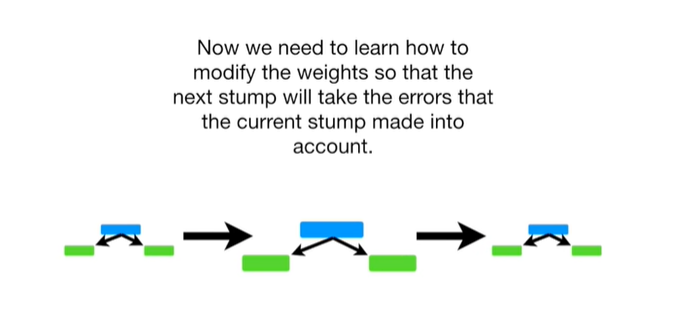 Now we need to learn how to
modify the weights so that the
next stump will take the errors that
the current stump made into
account.